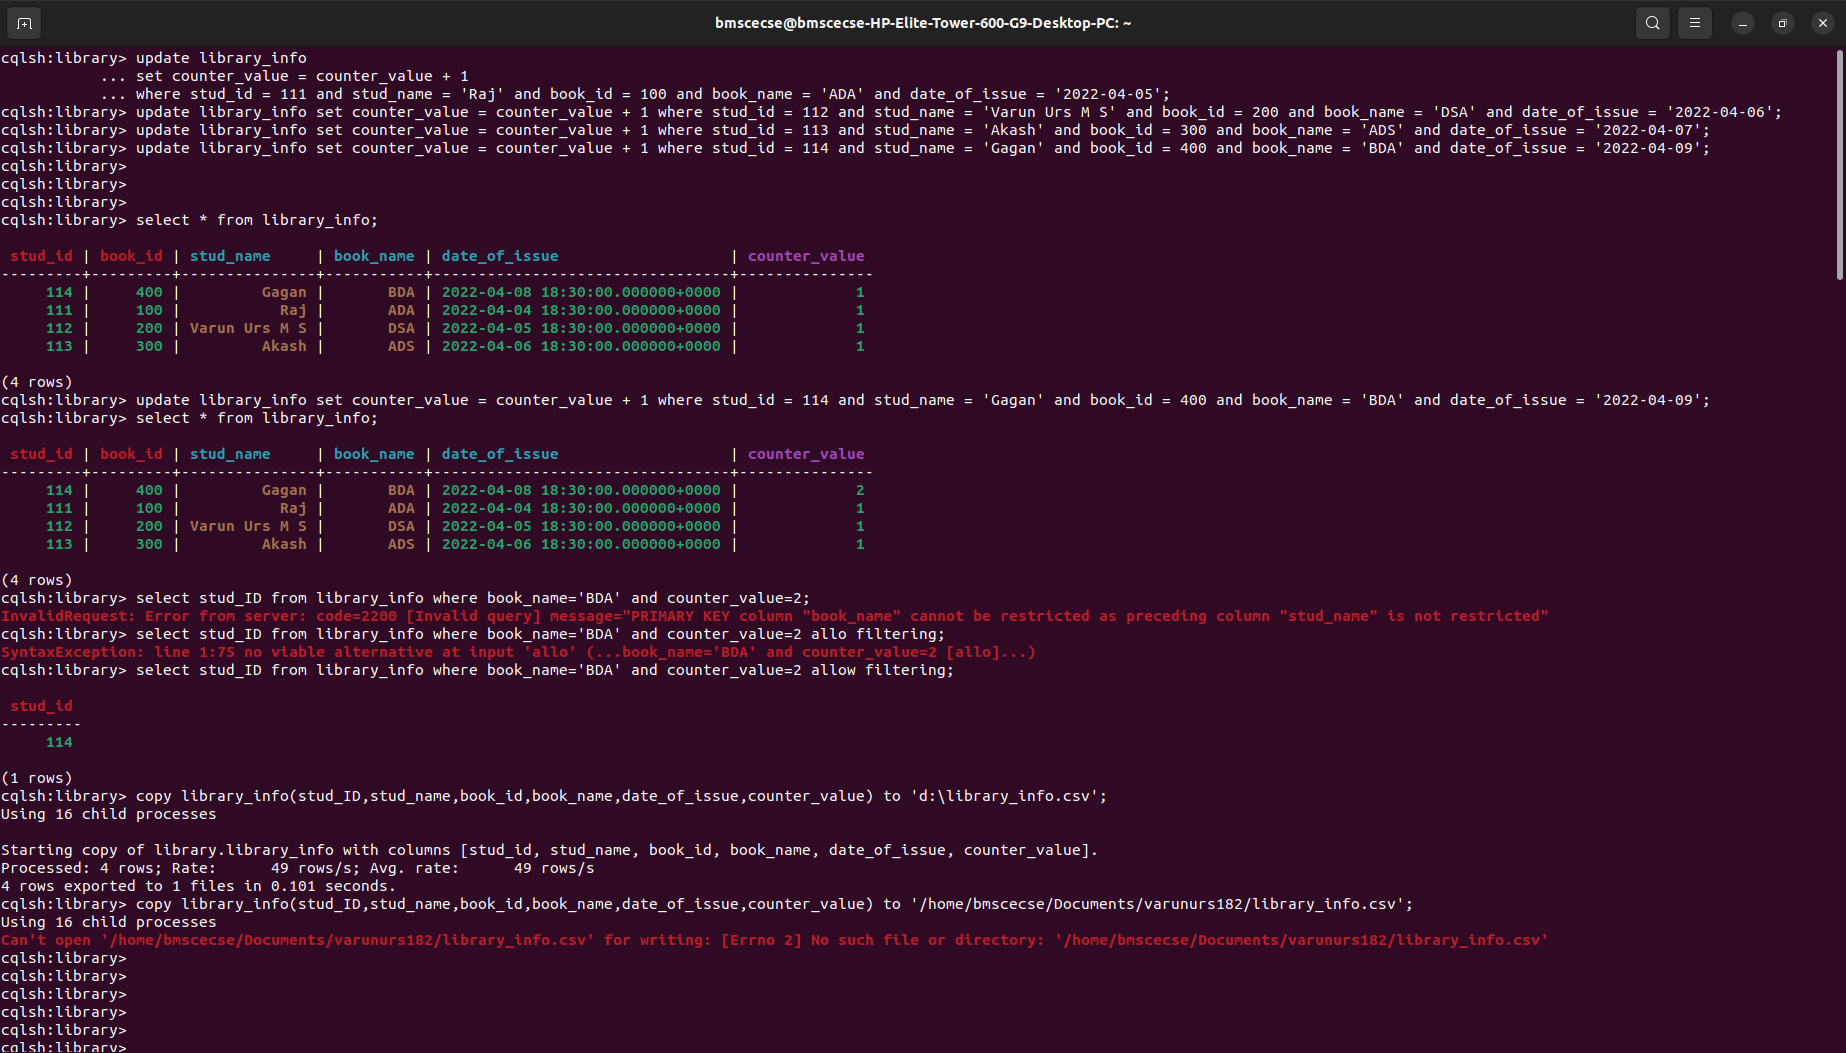 bmscecse@bmscecse-HP-Elite-Tower-600-G9-Desktop-PC: ~
cqlsh:library> update library_info
           ... set counter_value = counter_value + 1
           ... where stud_id = 111 and stud_name = 'Raj' and book_id = 100 and book_name = 'ADA' and date_of_issue = '2022-04-05';
cqlsh:library> update library_info set counter_value = counter_value + 1 where stud_id = 112 and stud_name = 'Varun Urs M S' and book_id = 200 and book_name = 'DSA' and date_of_issue = '2022-04-06';
cqlsh:library> update library_info set counter_value = counter_value + 1 where stud_id = 113 and stud_name = 'Akash' and book_id = 300 and book_name = 'ADS' and date_of_issue = '2022-04-07';
cqlsh:library> update library_info set counter_value = counter_value + 1 where stud_id = 114 and stud_name = 'Gagan' and book_id = 400 and book_name = 'BDA' and date_of_issue = '2022-04-09';
cqlsh:library>
cqlsh:library>
cqlsh:library>
cqlsh:library> select * from library_info;
 stud_id | book_id | stud_name     | book_name | date_of_issue                   | counter_value
---------+---------+---------------+-----------+---------------------------------+---------------
     114 |     400 |         Gagan |       BDA | 2022-04-08 18:30:00.000000+0000 |             1
     111 |     100 |           Raj |       ADA | 2022-04-04 18:30:00.000000+0000 |             1
     112 |     200 | Varun Urs M S |       DSA | 2022-04-05 18:30:00.000000+0000 |             1
     113 |     300 |         Akash |       ADS | 2022-04-06 18:30:00.000000+0000 |             1
(4 rows)
cqlsh:library> update library_info set counter_value = counter_value + 1 where stud_id = 114 and stud_name = 'Gagan' and book_id = 400 and book_name = 'BDA' and date_of_issue = '2022-04-09';
cqlsh:library> select * from library_info;
 stud_id | book_id | stud_name     | book_name | date_of_issue                   | counter_value
---------+---------+---------------+-----------+---------------------------------+---------------
     114 |     400 |         Gagan |       BDA | 2022-04-08 18:30:00.000000+0000 |             2
     111 |     100 |           Raj |       ADA | 2022-04-04 18:30:00.000000+0000 |             1
     112 |     200 | Varun Urs M S |       DSA | 2022-04-05 18:30:00.000000+0000 |             1
     113 |     300 |         Akash |       ADS | 2022-04-06 18:30:00.000000+0000 |             1
(4 rows)
cqlsh:library> select stud_ID from library_info where book_name='BDA' and counter_value=2;
InvalidRequest: Error from server: code=2200 [Invalid query] message="PRIMARY KEY column "book_name" cannot be restricted as preceding column "stud_name" is not restricted"
cqlsh:library> select stud_ID from library_info where book_name='BDA' and counter_value=2 allo filtering;
SyntaxException: line 1:75 no viable alternative at input 'allo' (...book_name='BDA' and counter_value=2 [allo]...)
cqlsh:library> select stud_ID from library_info where book_name='BDA' and counter_value=2 allow filtering;
 stud_id
---------
     114
(1 rows)
cqlsh:library> copy library_info(stud_ID,stud_name,book_id,book_name,date_of_issue,counter_value) to 'd:\library_info.csv';
Using 16 child processes
Starting copy of library.library_info with columns [stud_id, stud_name, book_id, book_name, date_of_issue, counter_value].
Processed: 4 rows; Rate:      49 rows/s; Avg. rate:      49 rows/s
4 rows exported to 1 files in 0.101 seconds.
cqlsh:library> copy library_info(stud_ID,stud_name,book_id,book_name,date_of_issue,counter_value) to '/home/bmscecse/Documents/varunurs182/library_info.csv';
Using 16 child processes
Can't open '/home/bmscecse/Documents/varunurs182/library_info.csv' for writing: [Errno 2] No such file or directory: '/home/bmscecse/Documents/varunurs182/library_info.csv'
cqlsh:library>
cqlsh:library>
cqlsh:library>
cqlsh:library>
cqlsh:library>
cqlsh:library>